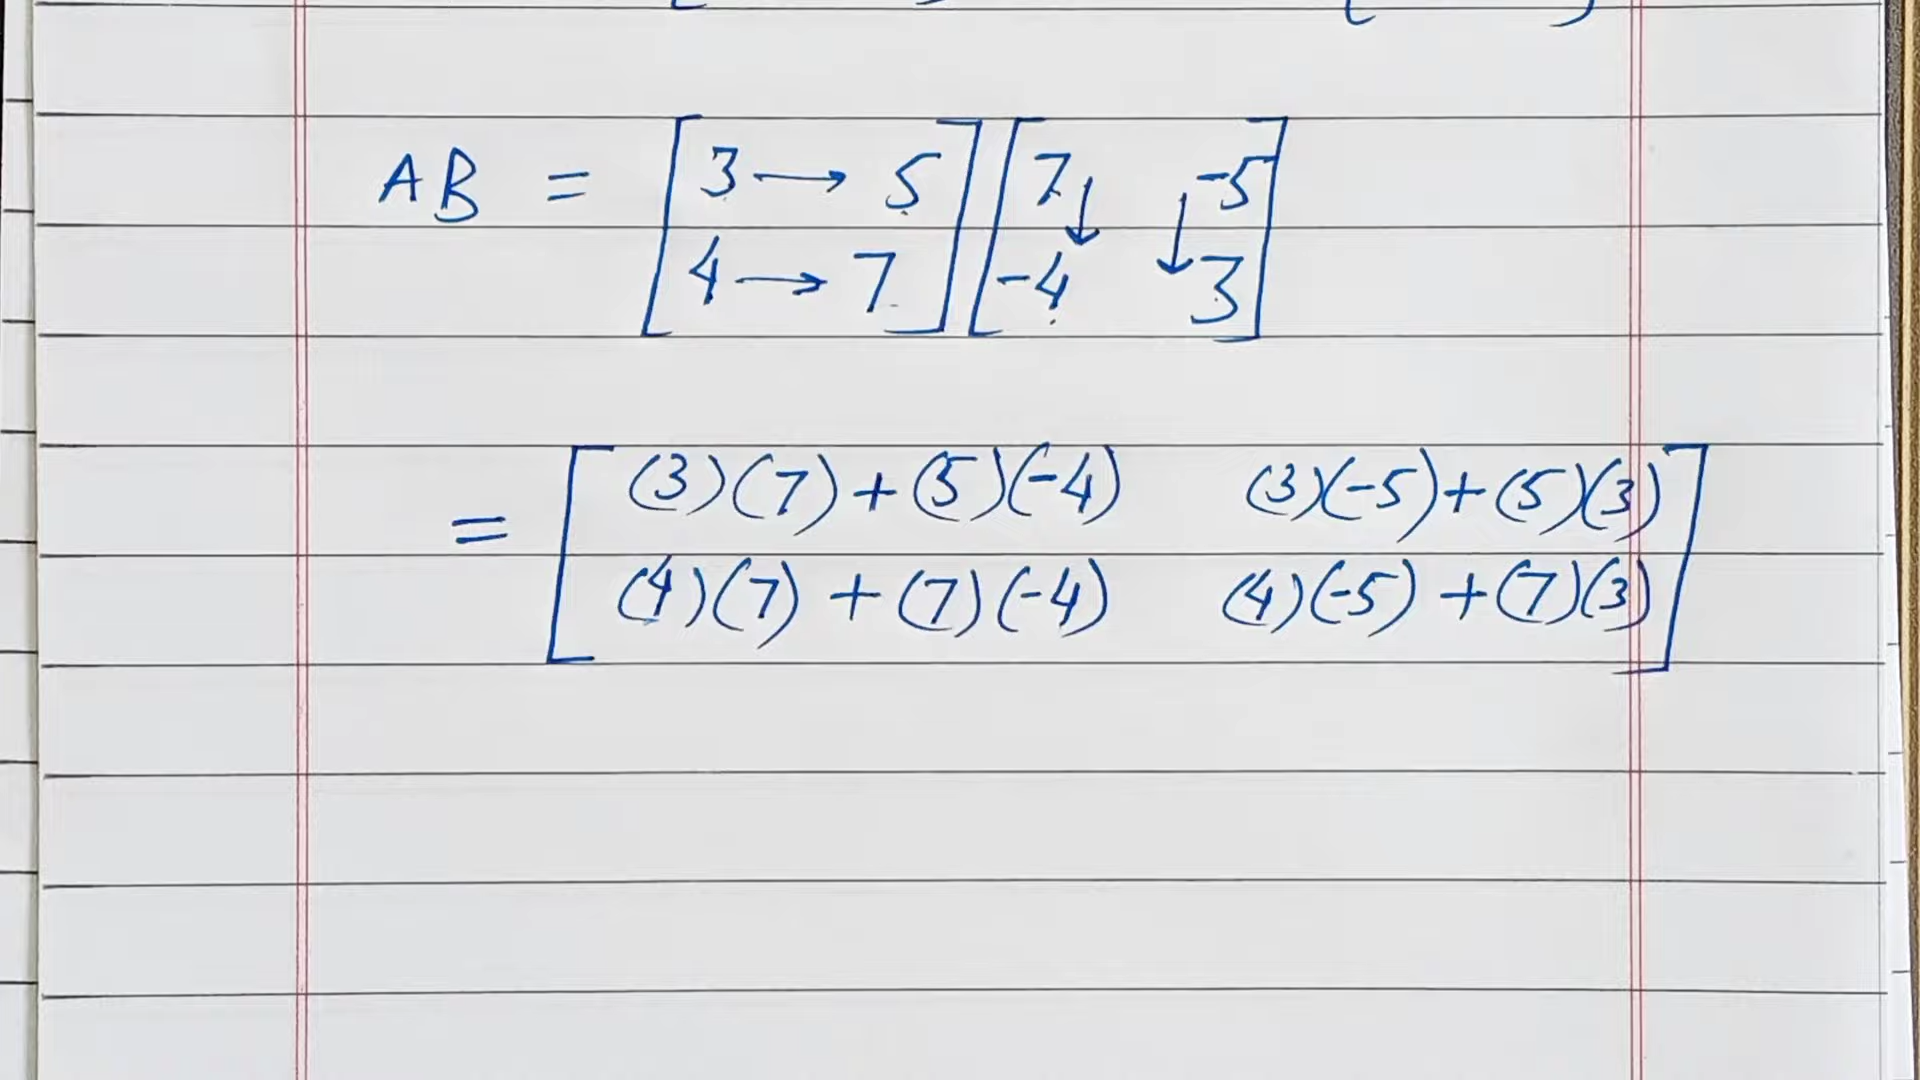 AB = [3 → 5] [7 ↓ ↓ -5]
[4 → 7] [-4 3]
= [(3)(7) + (5)(-4) (3)(-5) + (5)(3)]
[(4)(7) + (7)(-4) (4)(-5) + (7)(3)]